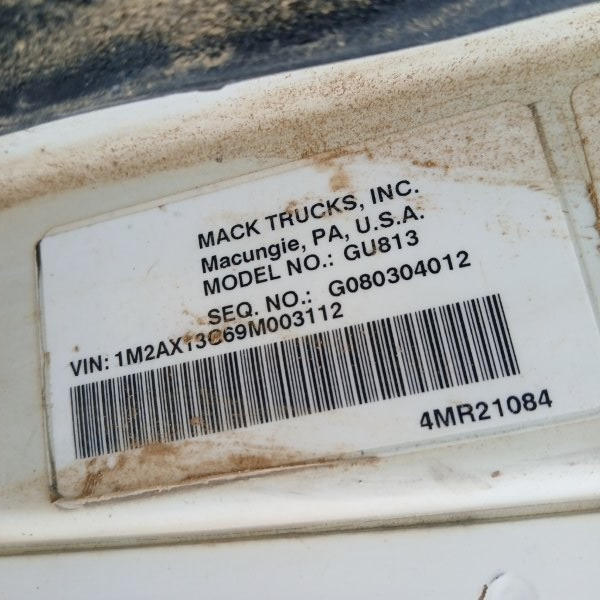 MACK TRUCKS, INC.
Macungie, PA, U.S.A.
MODEL NO.: GU813
SEQ. NO.: G080304012
VIN: 1M2AX13C69M003112
4MR21084